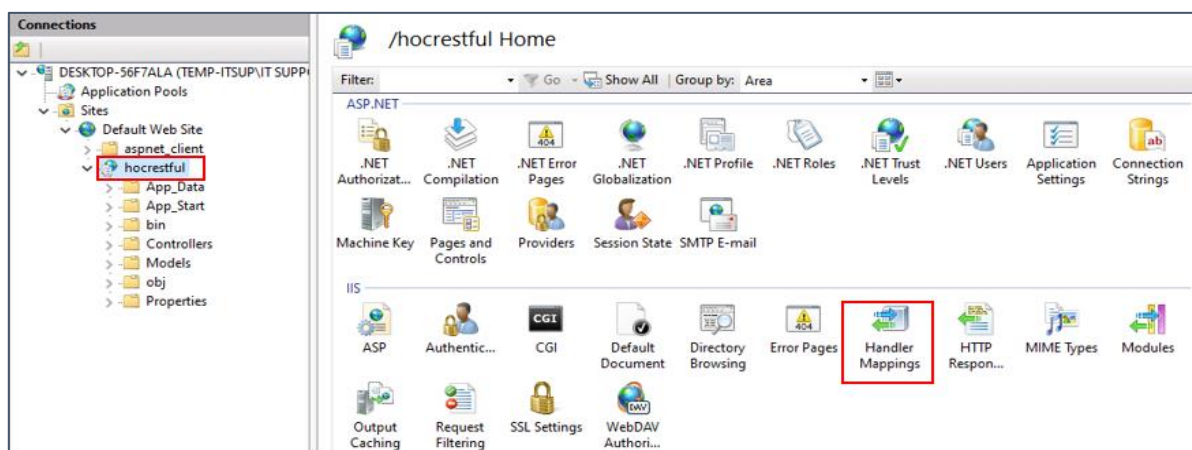 Connections
DESKTOP-56F7ALA (TEMP-ITSUP\IT SUPP
Application Pools
Sites
Default Web Site
aspnet_client
hocrestful
App_Data
App_Start
bin
Controllers
Models
obj
Properties
/hocrestful Home
Filter: Go Show All Group by: Area
ASP.NET
.NET .NET .NET Error .NET .NET Profile .NET Roles .NET Trust .NET Users Application Connection
Authorizat... Compilation Pages Globalization Levels Settings Strings
Machine Key Pages and Providers Session State SMTP E-mail
Controls
IIS
ASP Authentic... CGI Default Directory Error Pages Handler HTTP MIME Types Modules
Document Browsing Mappings Respon...
Output Request SSL Settings WebDAV
Caching Filtering Authori...